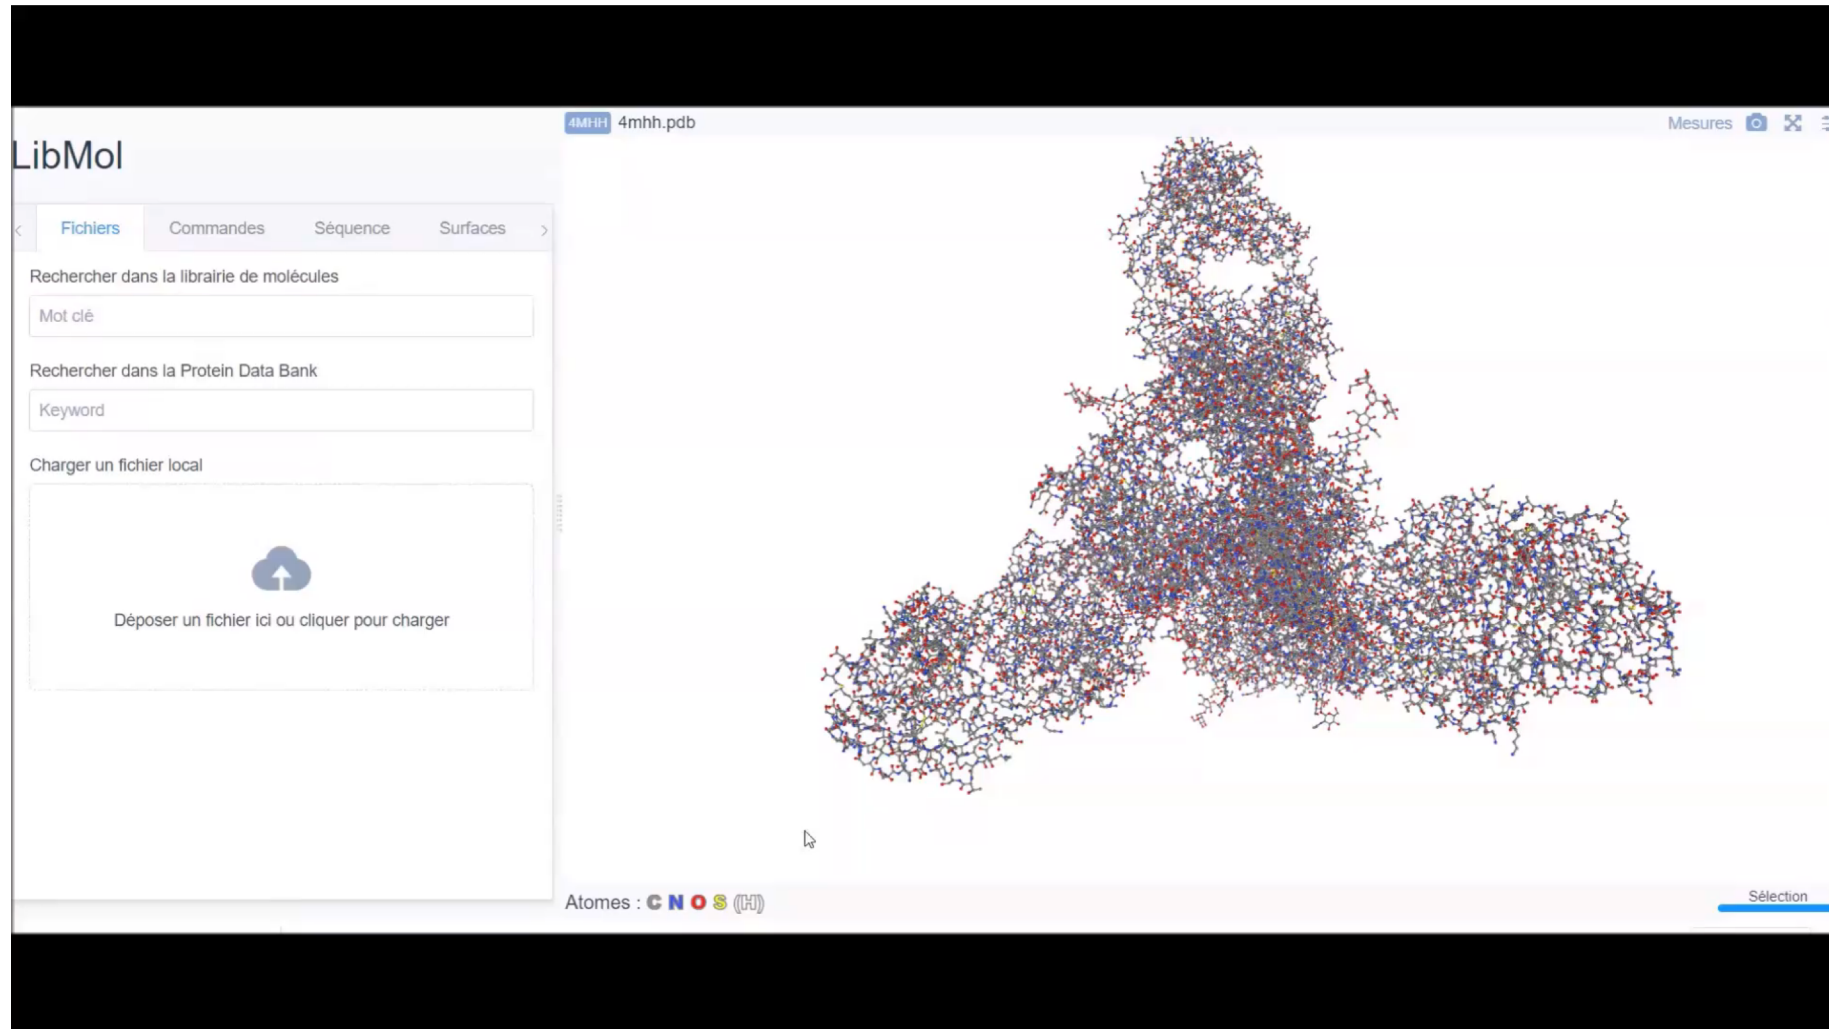 4MHH 4mhh.pdb
Mesures
LibMol
Fichiers Commandes Séquence Surfaces
Rechercher dans la librairie de molécules
Mot clé
Rechercher dans la Protein Data Bank
Keyword
Charger un fichier local
Déposer un fichier ici ou cliquer pour charger
Atomes : C N O S (H)
Sélection